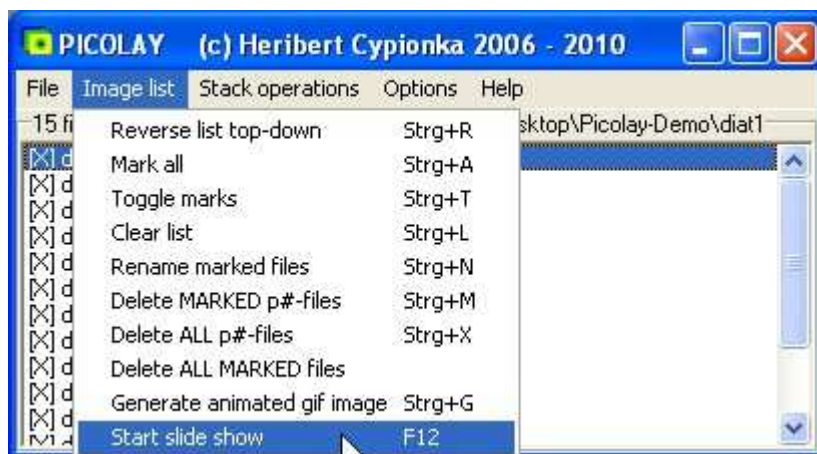 PICOLAY (c) Heribert Cypionka 2006 - 2010
File Image list Stack operations Options Help
15 sktop\Picolay-Demo\diat1
Reverse list top-down Strg+R
Mark all Strg+A
Toggle marks Strg+T
Clear list Strg+L
Rename marked files Strg+N
Delete MARKED p#-files Strg+M
Delete ALL p#-files Strg+X
Delete ALL MARKED files
Generate animated gif image Strg+G
Start slide show F12
[X] d
[X] d
[X] d
[X] d
[X] d
[X] d
[X] d
[X] d
[X] d
[X] d
[X] d